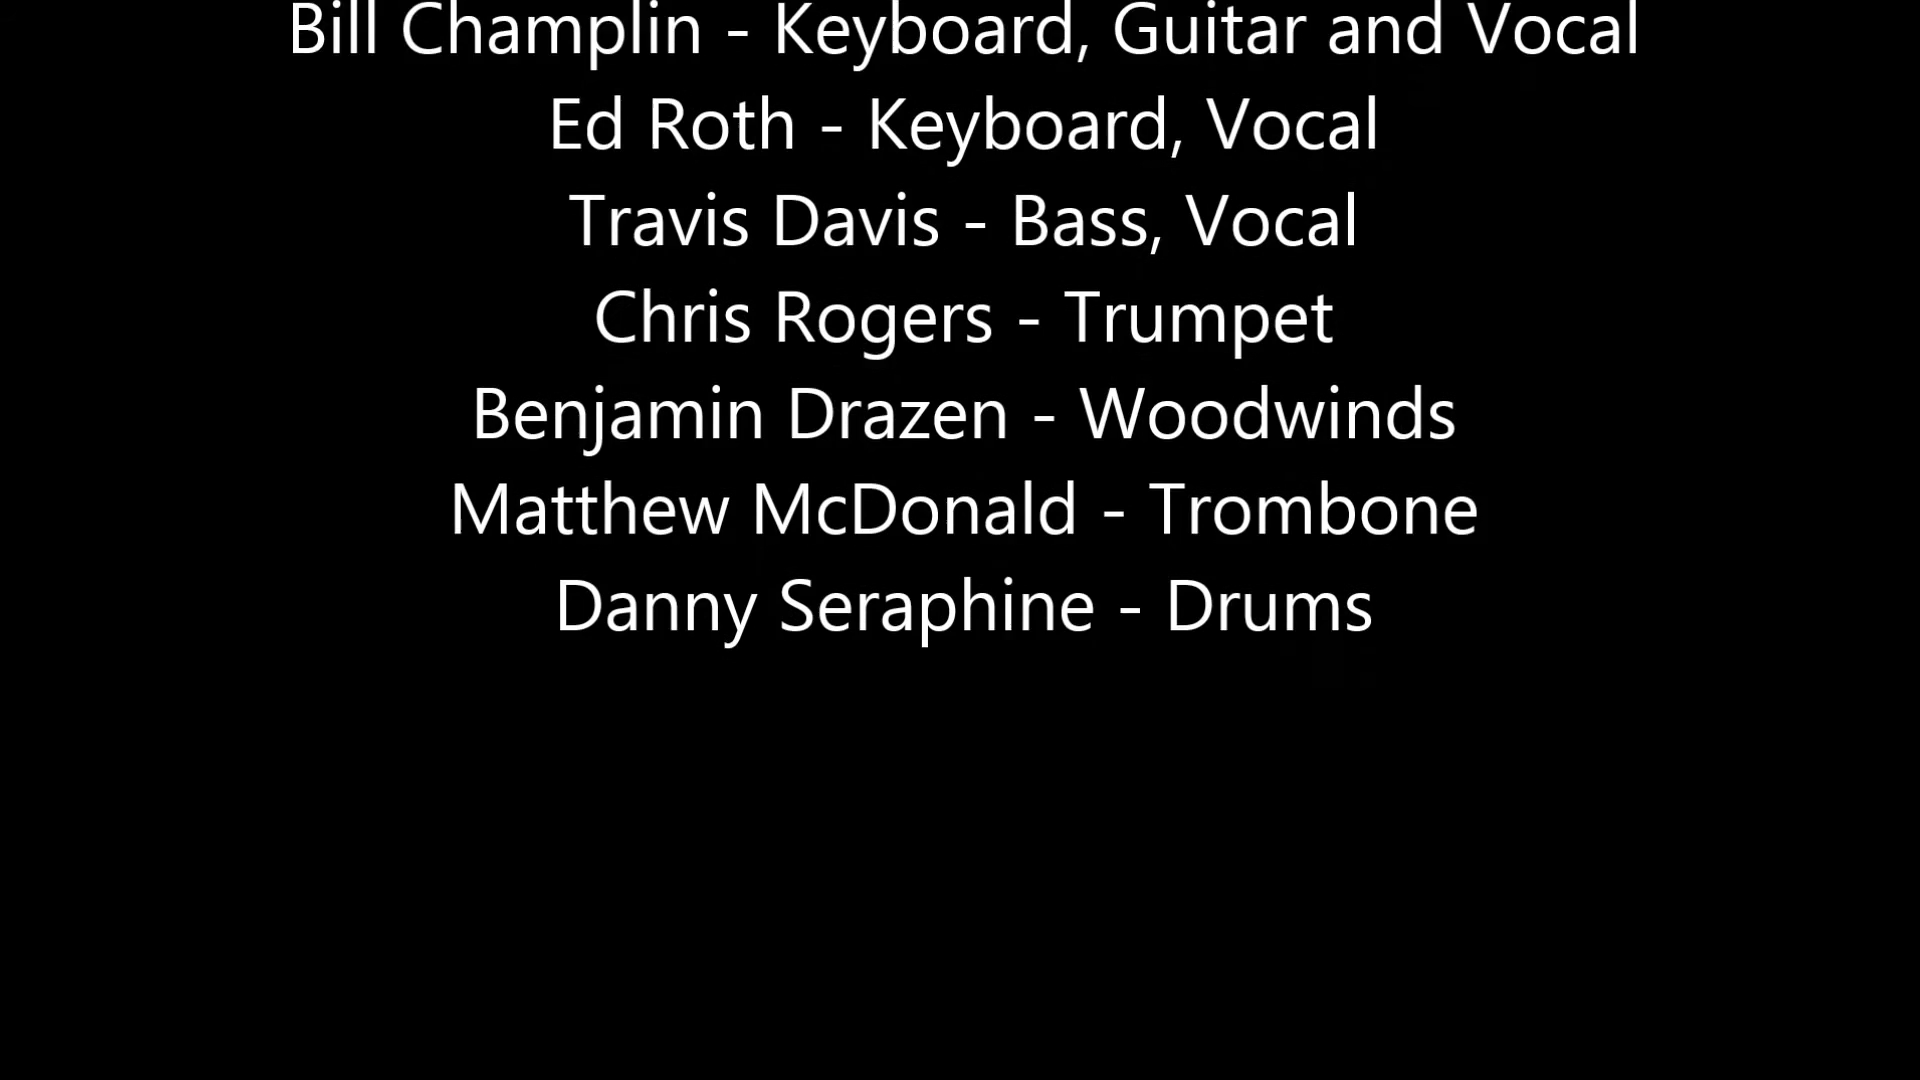 Bill Champlin - Keyboard, Guitar and Vocal
Ed Roth - Keyboard, Vocal
Travis Davis - Bass, Vocal
Chris Rogers - Trumpet
Benjamin Drazen - Woodwinds
Matthew McDonald - Trombone
Danny Seraphine - Drums